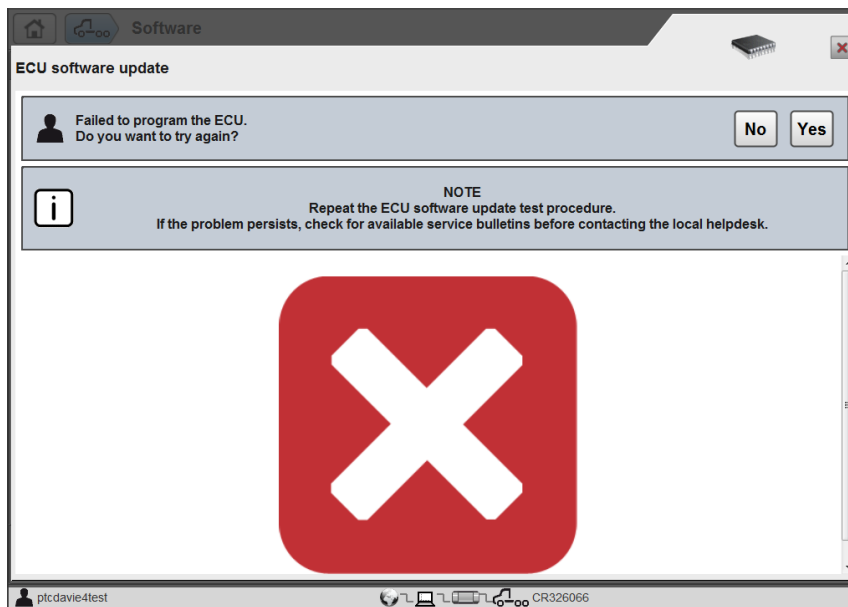 Software
ECU software update
Failed to program the ECU.
Do you want to try again?
No
Yes
i
NOTE
Repeat the ECU software update test procedure.
If the problem persists, check for available service bulletins before contacting the local helpdesk.
ptcdavie4test
CR326066